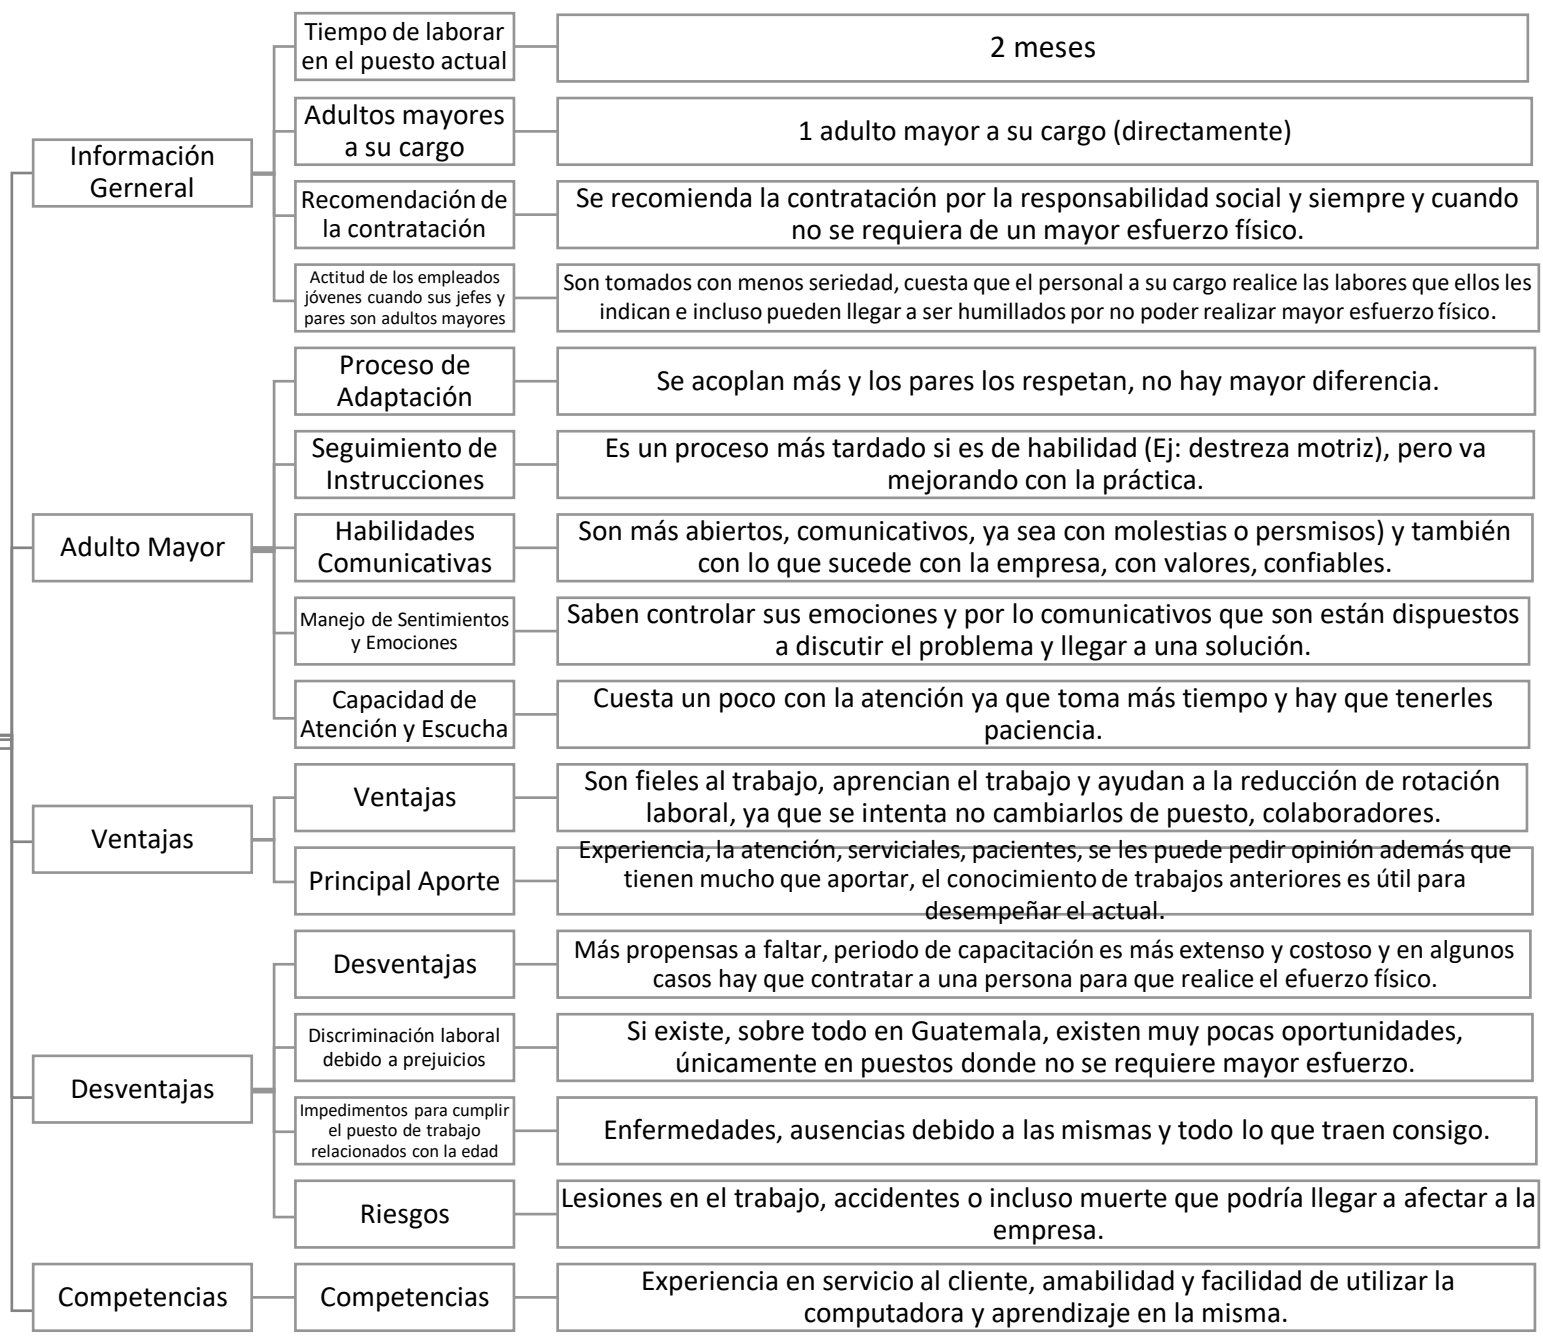 Información
Gerneral
Tiempo de laborar
en el puesto actual
2 meses
Adultos mayores
a su cargo
1 adulto mayor a su cargo (directamente)
Recomendación de
la contratación
Se recomienda la contratación por la responsabilidad social y siempre y cuando
no se requiera de un mayor esfuerzo físico.
Actitud de los empleados
jóvenes cuando sus jefes y
pares son adultos mayores
Son tomados con menos seriedad, cuesta que el personal a su cargo realice las labores que ellos les
indican e incluso pueden llegar a ser humillados por no poder realizar mayor esfuerzo físico.
Adulto Mayor
Proceso de
Adaptación
Se acoplan más y los pares los respetan, no hay mayor diferencia.
Seguimiento de
Instrucciones
Es un proceso más tardado si es de habilidad (Ej: destreza motriz), pero va
mejorando con la práctica.
Habilidades
Comunicativas
Son más abiertos, comunicativos, ya sea con molestias o persmisos) y también
con lo que sucede con la empresa, con valores, confiables.
Manejo de Sentimientos
y Emociones
Saben controlar sus emociones y por lo comunicativos que son están dispuestos
a discutir el problema y llegar a una solución.
Capacidad de
Atención y Escucha
Cuesta un poco con la atención ya que toma más tiempo y hay que tenerles
paciencia.
Ventajas
Ventajas
Son fieles al trabajo, aprencian el trabajo y ayudan a la reducción de rotación
laboral, ya que se intenta no cambiarlos de puesto, colaboradores.
Principal Aporte
Experiencia, la atención, serviciales, pacientes, se les puede pedir opinión además que
tienen mucho que aportar, el conocimiento de trabajos anteriores es útil para
desempeñar el actual.
Desventajas
Desventajas
Más propensas a faltar, periodo de capacitación es más extenso y costoso y en algunos
casos hay que contratar a una persona para que realice el efuerzo físico.
Discriminación laboral
debido a prejuicios
Si existe, sobre todo en Guatemala, existen muy pocas oportunidades,
únicamente en puestos donde no se requiere mayor esfuerzo.
Impedimentos para cumplir
el puesto de trabajo
relacionados con la edad
Enfermedades, ausencias debido a las mismas y todo lo que traen consigo.
Riesgos
Lesiones en el trabajo, accidentes o incluso muerte que podría llegar a afectar a la
empresa.
Competencias
Competencias
Experiencia en servicio al cliente, amabilidad y facilidad de utilizar la
computadora y aprendizaje en la misma.